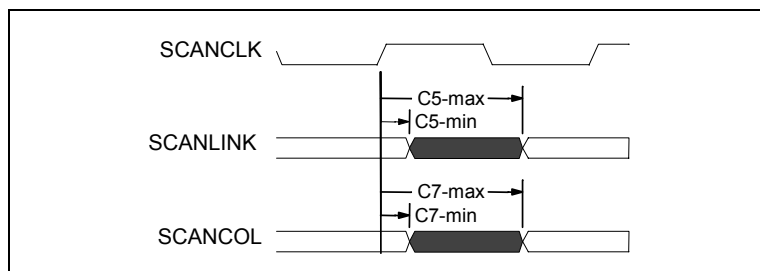 SCANCLK
C5-max
C5-min
SCANLINK
C7-max
C7-min
SCANCOL